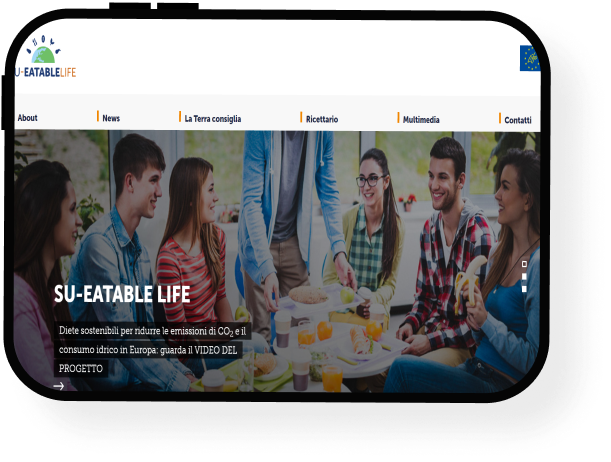 SU-EATABLELIFE
About News La Terra consiglia Ricettario Multimedia Contatti
SU-EATABLE LIFE
Diete sostenibili per ridurre le emissioni di CO₂ e il
consumo idrico in Europa: guarda il VIDEO DEL
PROGETTO